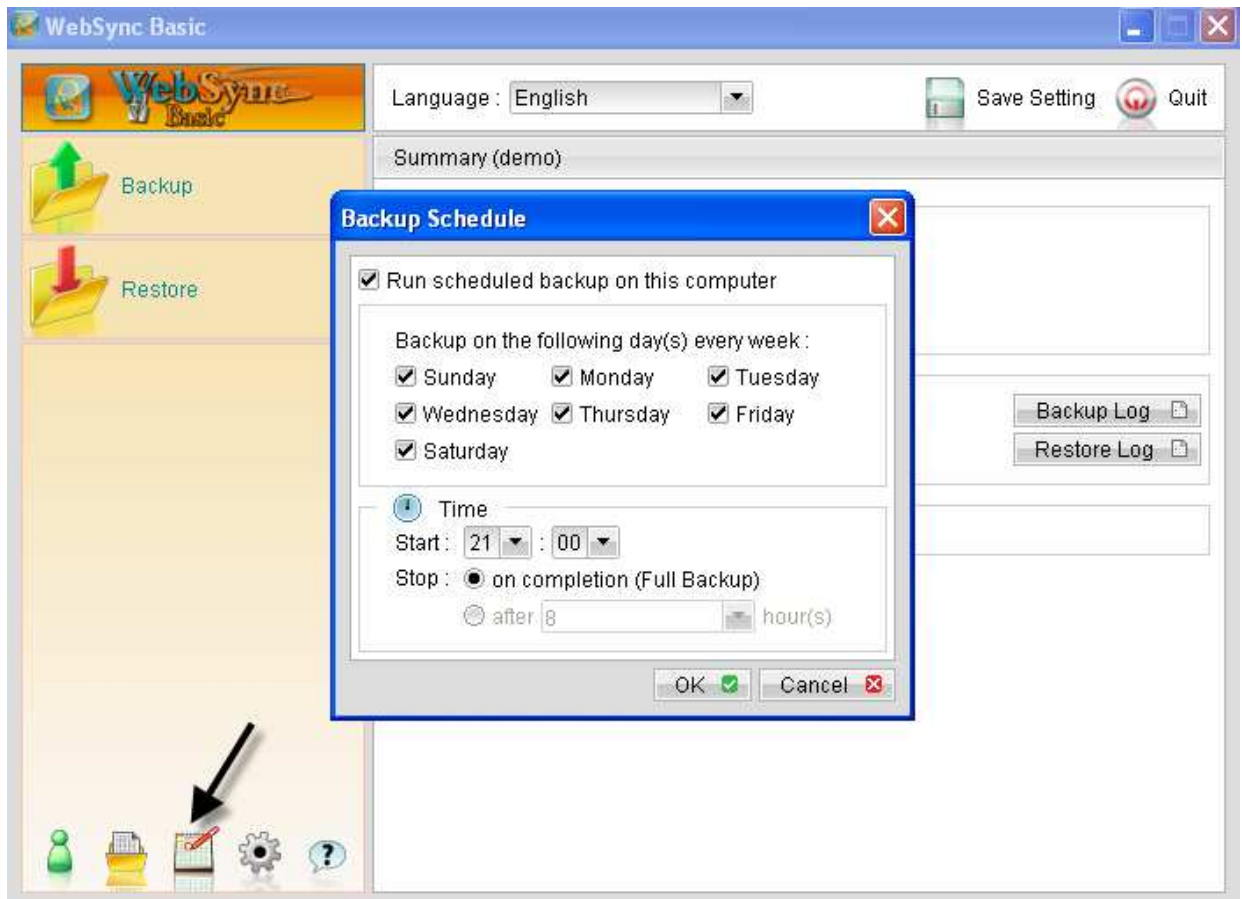 WebSync Basic
WebSync
Basic
Language : English
Save Setting
Quit
Backup
Summary (demo)
Restore
Backup Schedule
Run scheduled backup on this computer
Backup on the following day(s) every week :
Sunday Monday Tuesday
Wednesday Thursday Friday
Saturday
Time
Start : 21 : 00
Stop : on completion (Full Backup)
after 8 hour(s)
OK Cancel
Backup Log
Restore Log
?